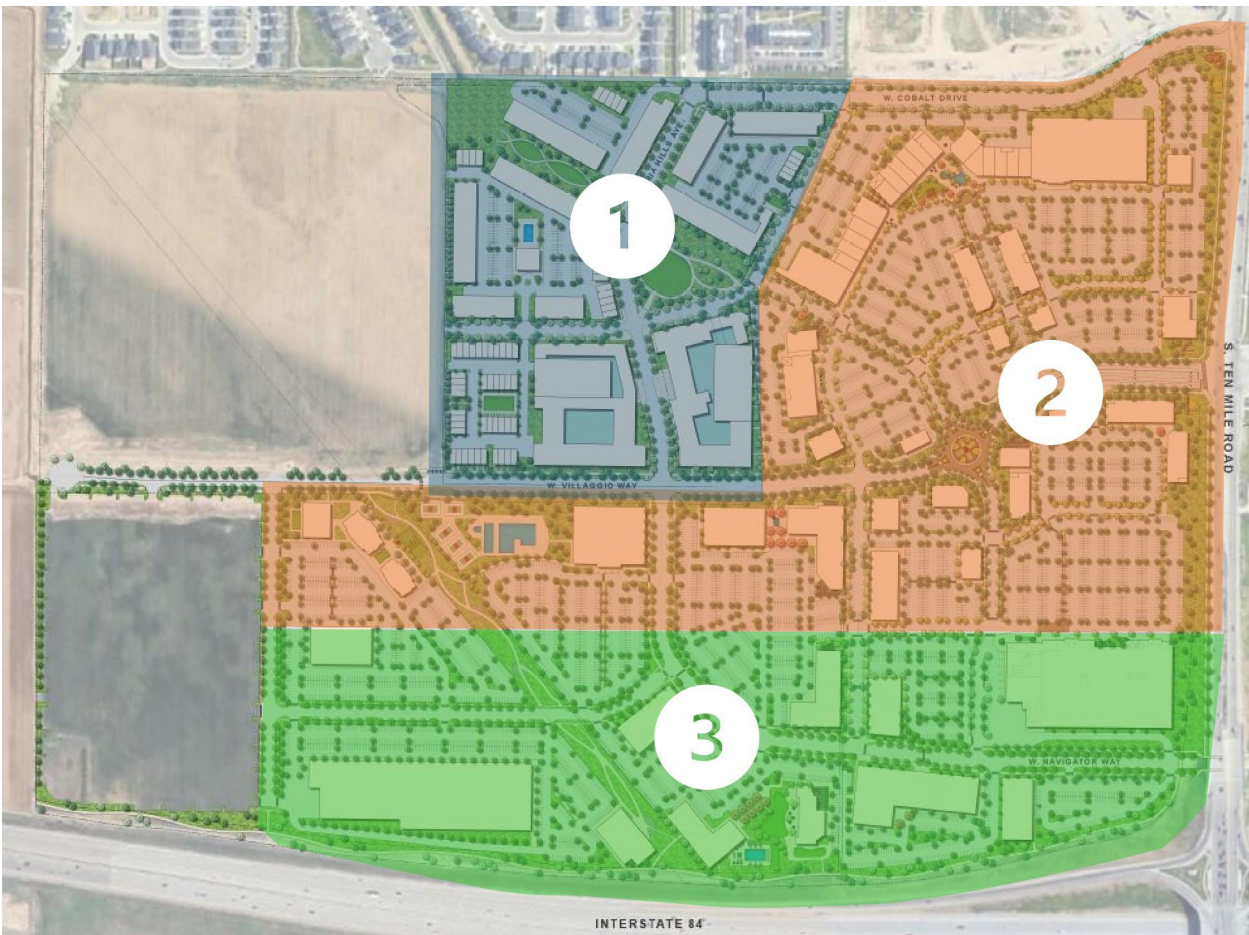 W. COBALT DRIVE
1
S. TEN MILE ROAD
2
W. VILLAGGIO WAY
3
W. NAVIGATOR WAY
INTERSTATE 84